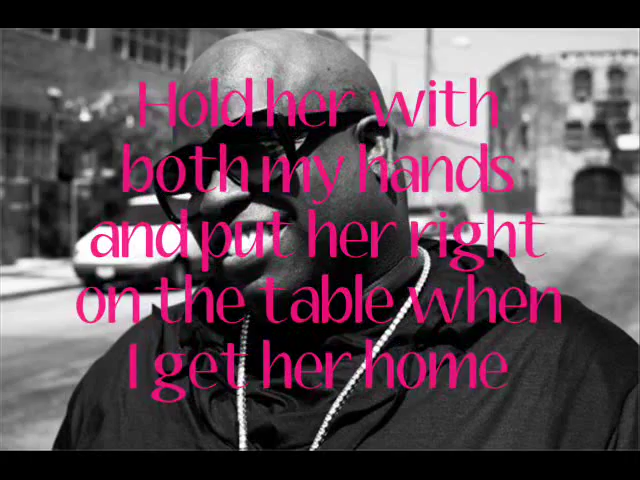 Hold her with
both my hands
and put her right
on the table when
I get her home